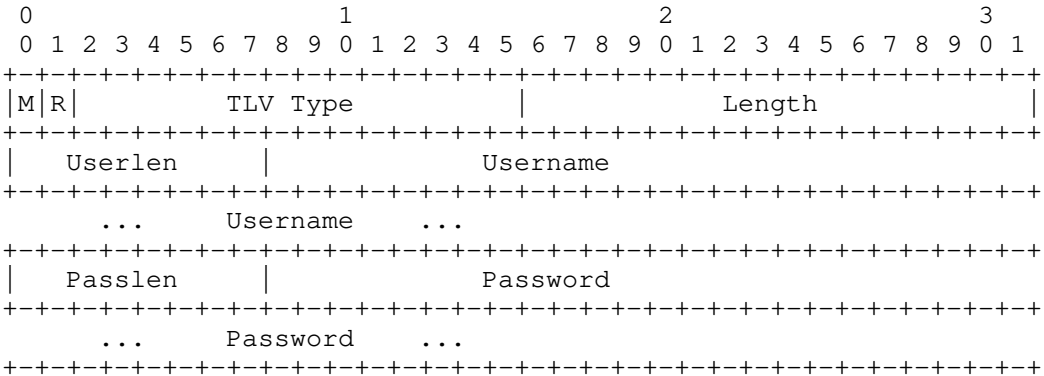 0                   1                   2                   3
 0 1 2 3 4 5 6 7 8 9 0 1 2 3 4 5 6 7 8 9 0 1 2 3 4 5 6 7 8 9 0 1
+-+-+-+-+-+-+-+-+-+-+-+-+-+-+-+-+-+-+-+-+-+-+-+-+-+-+-+-+-+-+-+-+
|M|R|         TLV Type          |            Length             |
+-+-+-+-+-+-+-+-+-+-+-+-+-+-+-+-+-+-+-+-+-+-+-+-+-+-+-+-+-+-+-+-+
|   Userlen     |             Username
+-+-+-+-+-+-+-+-+-+-+-+-+-+-+-+-+-+-+-+-+-+-+-+-+-+-+-+-+-+-+-+-+
      ...     Username    ...
+-+-+-+-+-+-+-+-+-+-+-+-+-+-+-+-+-+-+-+-+-+-+-+-+-+-+-+-+-+-+-+-+
|   Passlen     |             Password
+-+-+-+-+-+-+-+-+-+-+-+-+-+-+-+-+-+-+-+-+-+-+-+-+-+-+-+-+-+-+-+-+
      ...     Password    ...
+-+-+-+-+-+-+-+-+-+-+-+-+-+-+-+-+-+-+-+-+-+-+-+-+-+-+-+-+-+-+-+-+